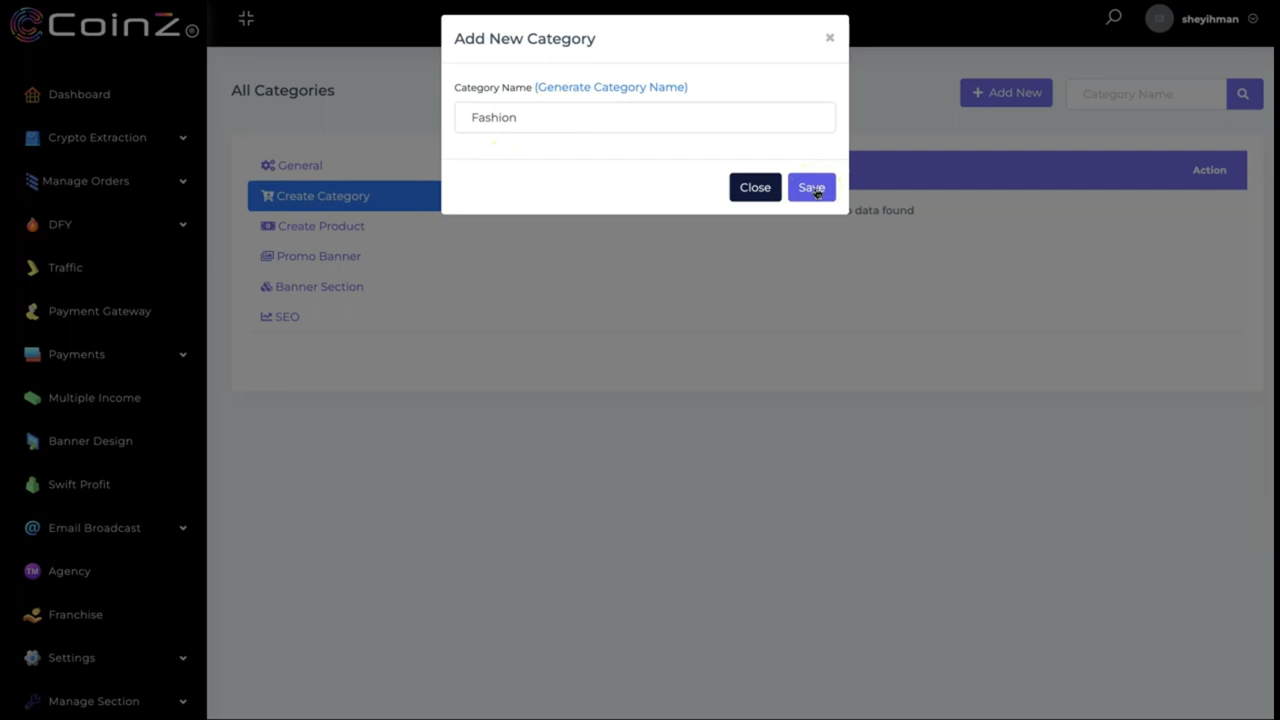 CoinZ
sheyihman
Add New Category
×
Category Name (Generate Category Name)
Fashion
Close
Save
All Categories
+ Add New
Category Name
Dashboard
Crypto Extraction
Manage Orders
DFY
Traffic
Payment Gateway
Payments
Multiple Income
Banner Design
Swift Profit
Email Broadcast
Agency
Franchise
Settings
Manage Section
General
Create Category
Create Product
Promo Banner
Banner Section
SEO
Action
data found